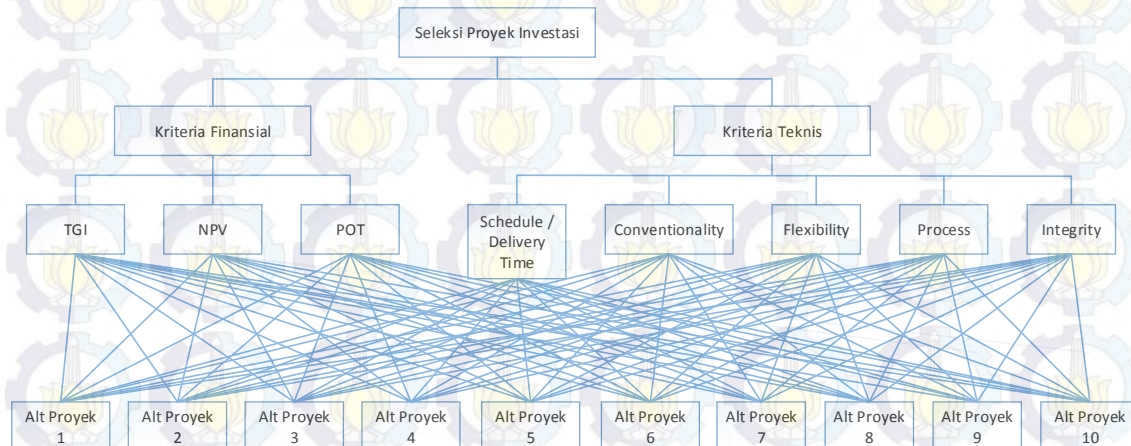 Seleksi Proyek Investasi
Kriteria Finansial
Kriteria Teknis
TGI
NPV
POT
Schedule /
Delivery
Time
Conventionality
Flexibility
Process
Integrity
Alt Proyek
1
Alt Proyek
2
Alt Proyek
3
Alt Proyek
4
Alt Proyek
5
Alt Proyek
6
Alt Proyek
7
Alt Proyek
8
Alt Proyek
9
Alt Proyek
10